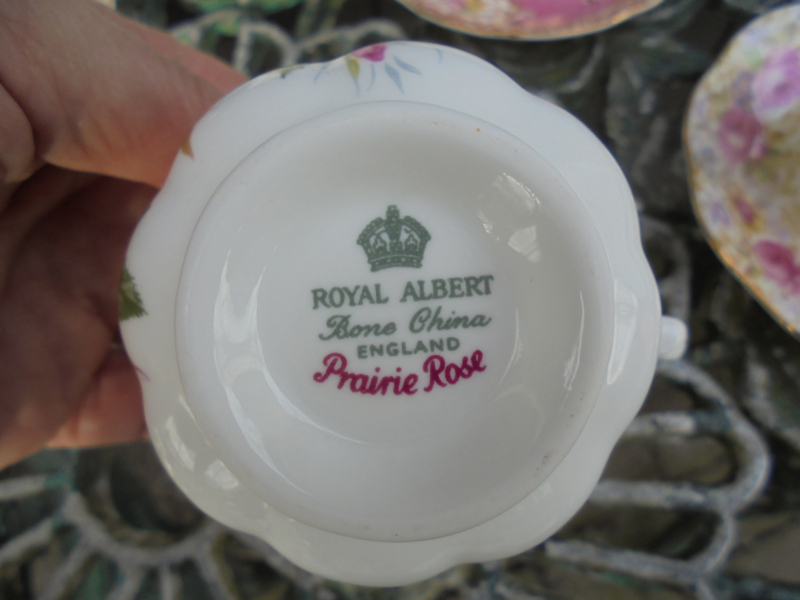 ROYAL ALBERT
Bone China
ENGLAND
Prairie Rose